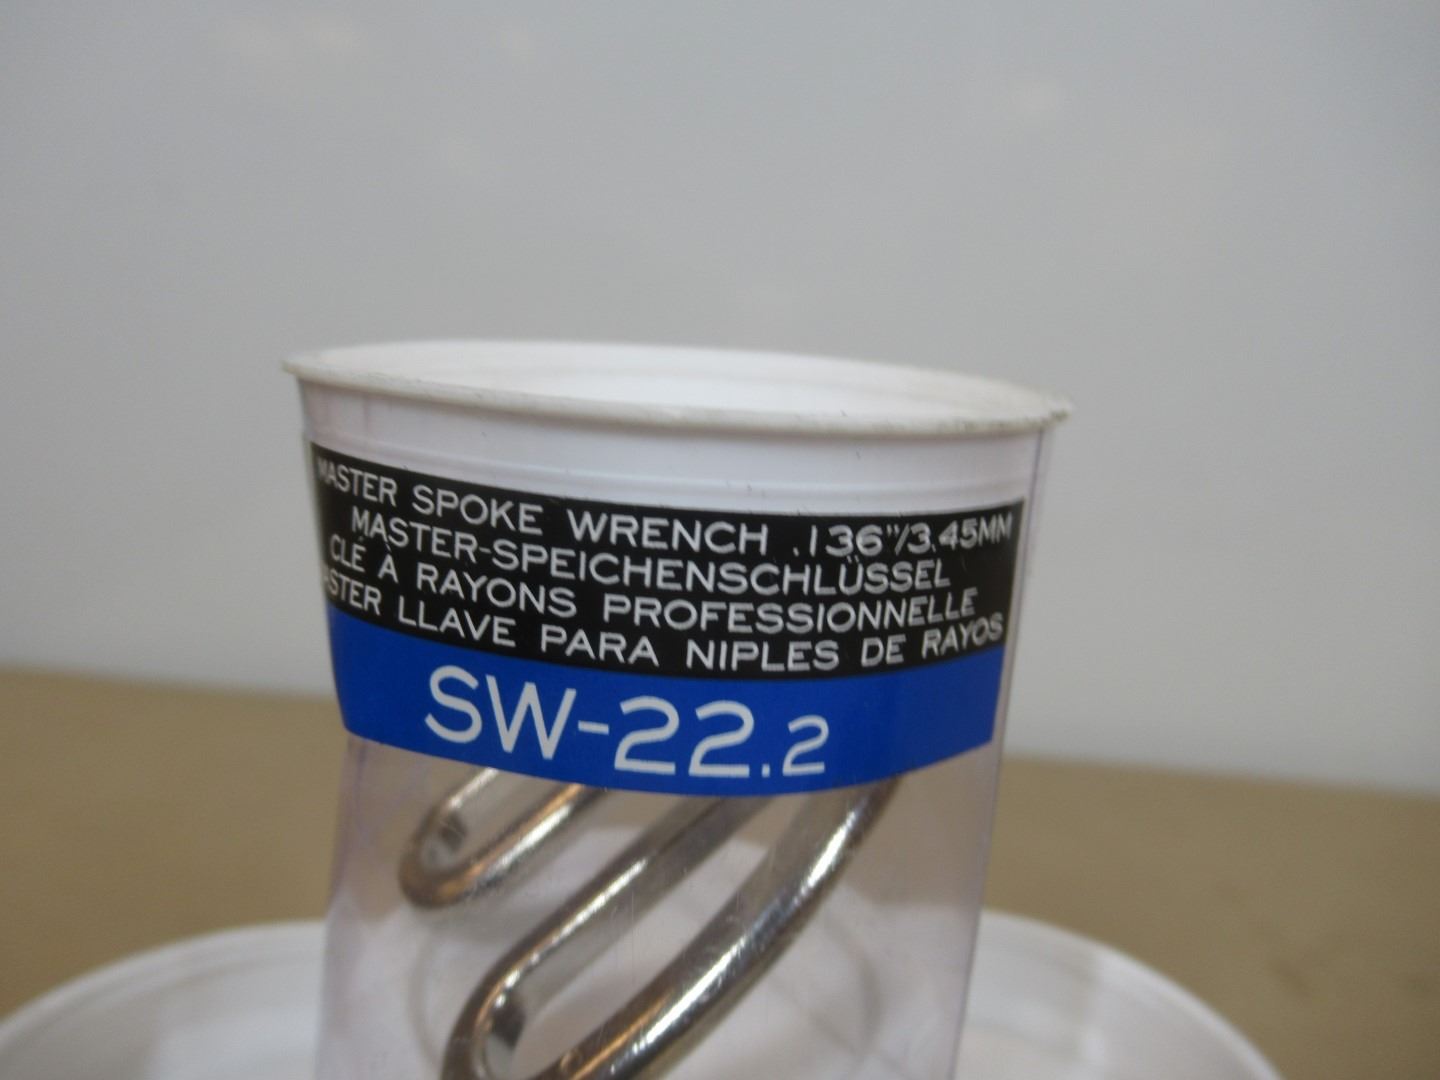 MASTER SPOKE WRENCH .136"/3.45MM
MASTER-SPEICHENSCHLÜSSEL
CLÉ À RAYONS PROFESSIONNELLE
LLAVE PARA NIPLES DE RAYOS
SW-22.2